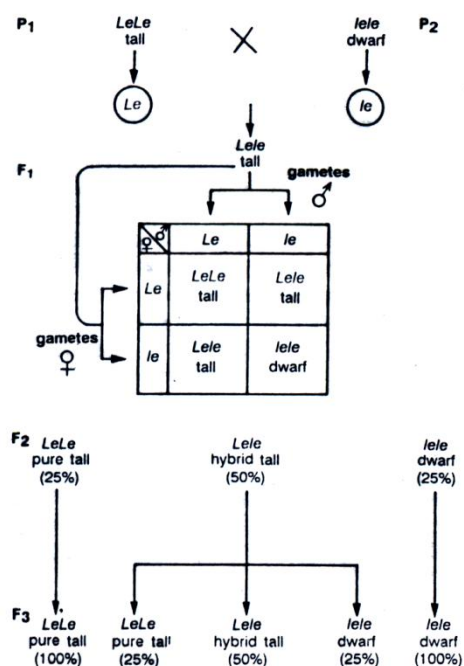 P1
LeLe
tall
P2
lele
dwarf
Le
le
Lele
tall
F1
gametes
♂
♀ ♂
Le
le
Le
LeLe
tall
Lele
tall
gametes
♀
le
Lele
tall
lele
dwarf
F2
LeLe
pure tall
(25%)
Lele
hybrid tall
(50%)
lele
dwarf
(25%)
F3
LeLe
pure tall
(100%)
LeLe
pure tall
(25%)
Lele
hybrid tall
(50%)
lele
dwarf
(25%)
lele
dwarf
(100%)